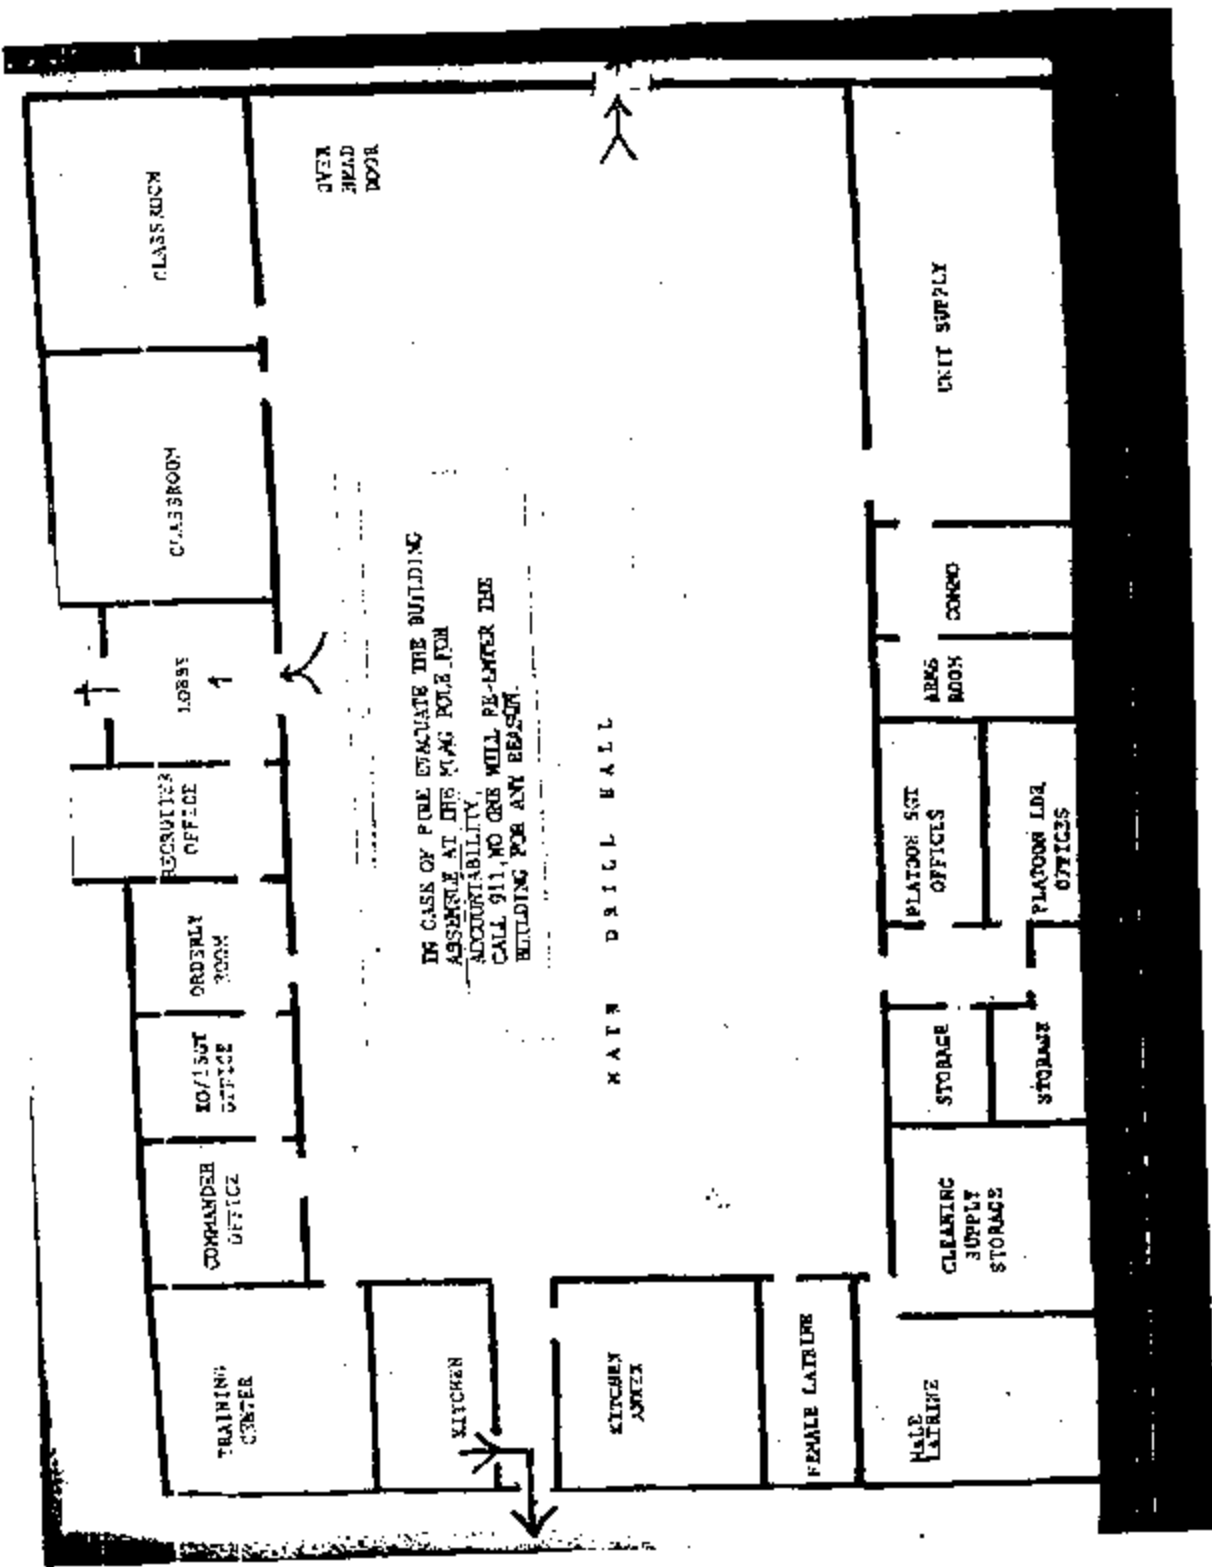 OVER
HEAD
DOOR
CLASSROOM
CLASSROOM
LOBBY
RECRUITER
OFFICE
ORDERLY
ROOM
XO/1SGT
OFFICE
COMMANDER
OFFICE
TRAINING
CENTER
KITCHEN
KITCHEN
ANNEX
FEMALE LATRINE
MALE
LATRINE
CLEANING
SUPPLY
STORAGE
STORAGE
STORAGE
PLATOON SGT
OFFICES
PLATOON LDR,
OFFICES
ARMS
ROOM
COMMO
UNIT SUPPLY
IN CASE OF FIRE EVACUATE THE BUILDING
ASSEMBLE AT THE FLAG POLE FOR
ACCOUNTABILITY.
CALL 911, NO ONE WILL RE-ENTER THE
BUILDING FOR ANY REASON.
MAIN DRILL HALL